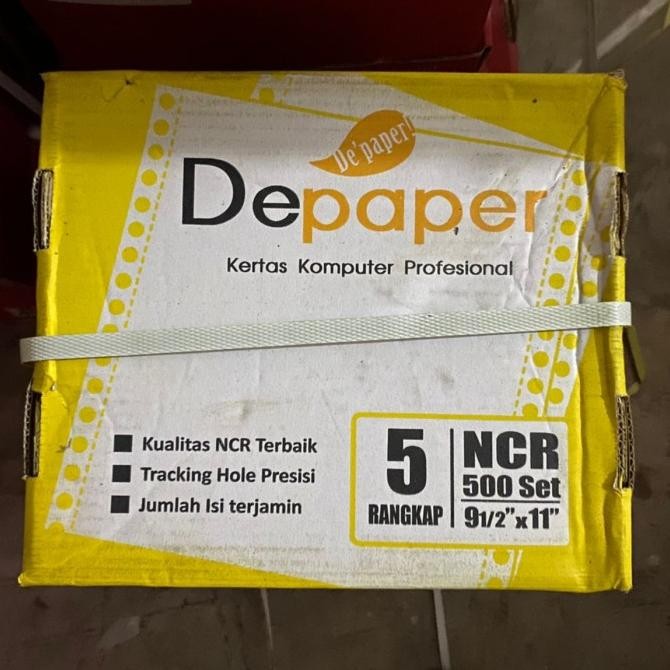 De'paper!
Depaper
Kertas Komputer Profesional
Kualitas NCR Terbaik
Tracking Hole Presisi
Jumlah Isi terjamin
5
RANGKAP
NCR
500 Set
9 1/2" x 11"